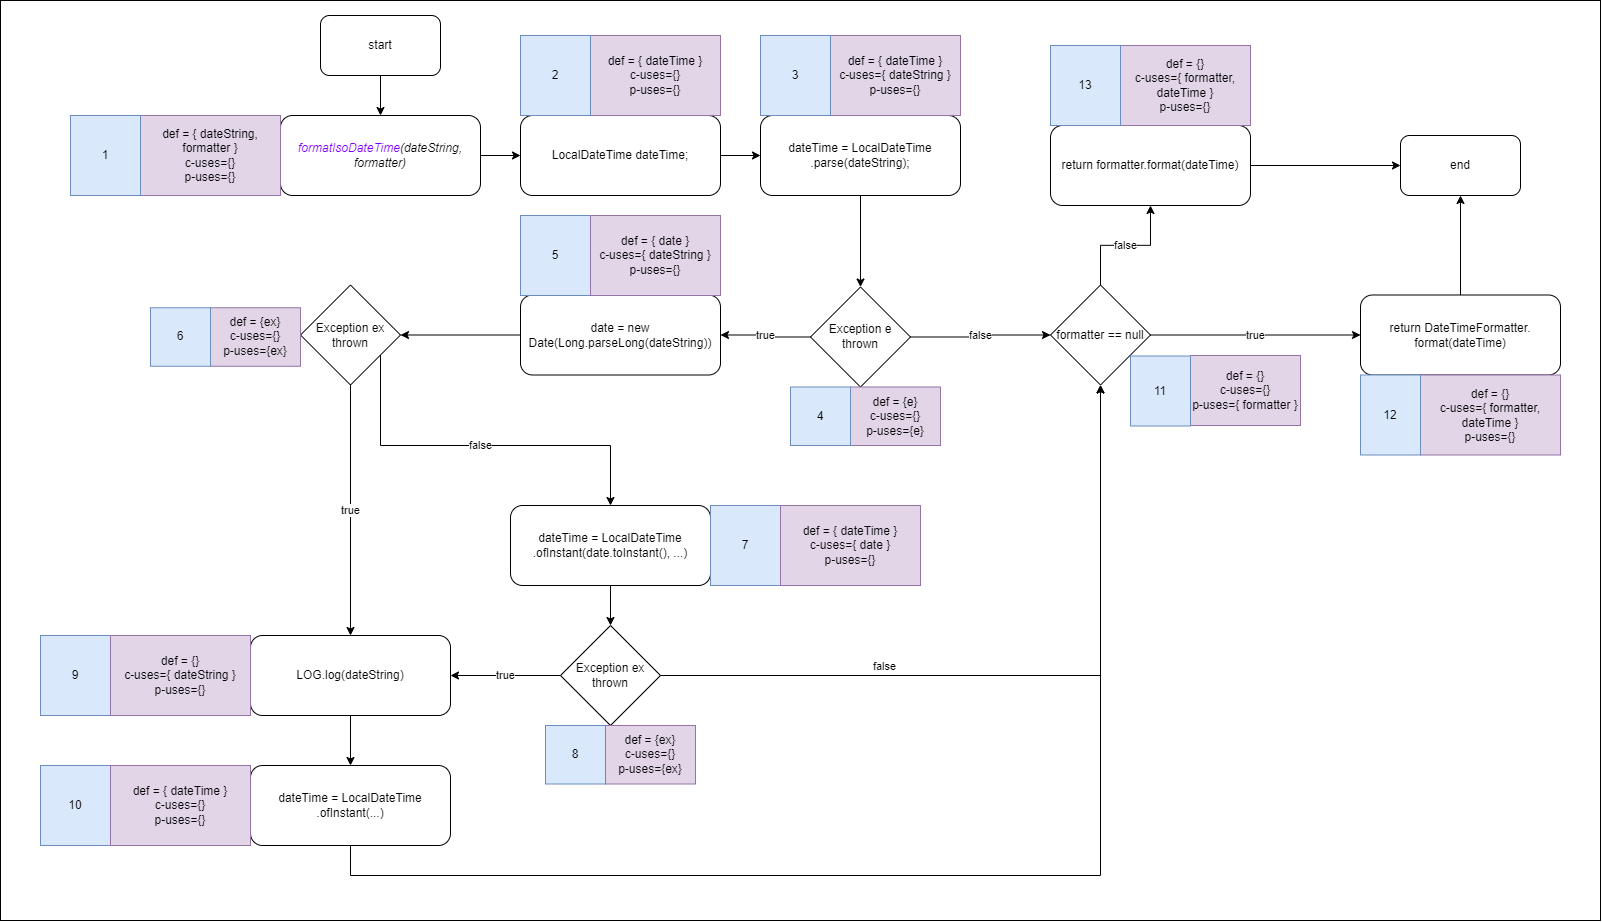 start
1
def = { dateString,
formatter }
c-uses={}
p-uses={}
formatIsoDateTime(dateString,
formatter)
2
def = { dateTime }
c-uses={}
p-uses={}
LocalDateTime dateTime;
3
def = { dateTime }
c-uses={ dateString }
p-uses={}
dateTime = LocalDateTime
.parse(dateString);
13
def = {}
c-uses={ formatter,
dateTime }
p-uses={}
return formatter.format(dateTime)
end
false
5
def = { date }
c-uses={ dateString }
p-uses={}
date = new
Date(Long.parseLong(dateString))
6
def = {ex}
c-uses={}
p-uses={ex}
Exception ex
thrown
true
Exception e
thrown
false
4
def = {e}
c-uses={}
p-uses={e}
formatter == null
true
11
def = {}
c-uses={}
p-uses={ formatter }
return DateTimeFormatter.
format(dateTime)
12
def = {}
c-uses={ formatter,
dateTime }
p-uses={}
false
true
dateTime = LocalDateTime
.ofInstant(date.toInstant(), ...)
7
def = { dateTime }
c-uses={ date }
p-uses={}
9
def = {}
c-uses={ dateString }
p-uses={}
LOG.log(dateString)
true
Exception ex
thrown
false
8
def = {ex}
c-uses={}
p-uses={ex}
10
def = { dateTime }
c-uses={}
p-uses={}
dateTime = LocalDateTime
.ofInstant(...)